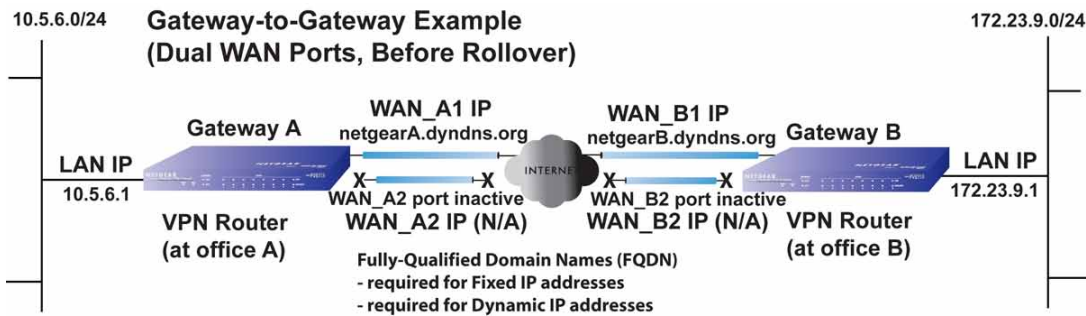 10.5.6.0/24
Gateway-to-Gateway Example
(Dual WAN Ports, Before Rollover)
172.23.9.0/24
WAN_A1 IP
netgearA.dyndns.org
WAN_B1 IP
netgearB.dyndns.org
Gateway A
Gateway B
LAN IP
10.5.6.1
NETGEAR
NETGEAR
INTERNET
LAN IP
172.23.9.1
X X
WAN_A2 port inactive
WAN_A2 IP (N/A)
X X
WAN_B2 port inactive
WAN_B2 IP (N/A)
VPN Router
(at office A)
VPN Router
(at office B)
Fully-Qualified Domain Names (FQDN)
- required for Fixed IP addresses
- required for Dynamic IP addresses